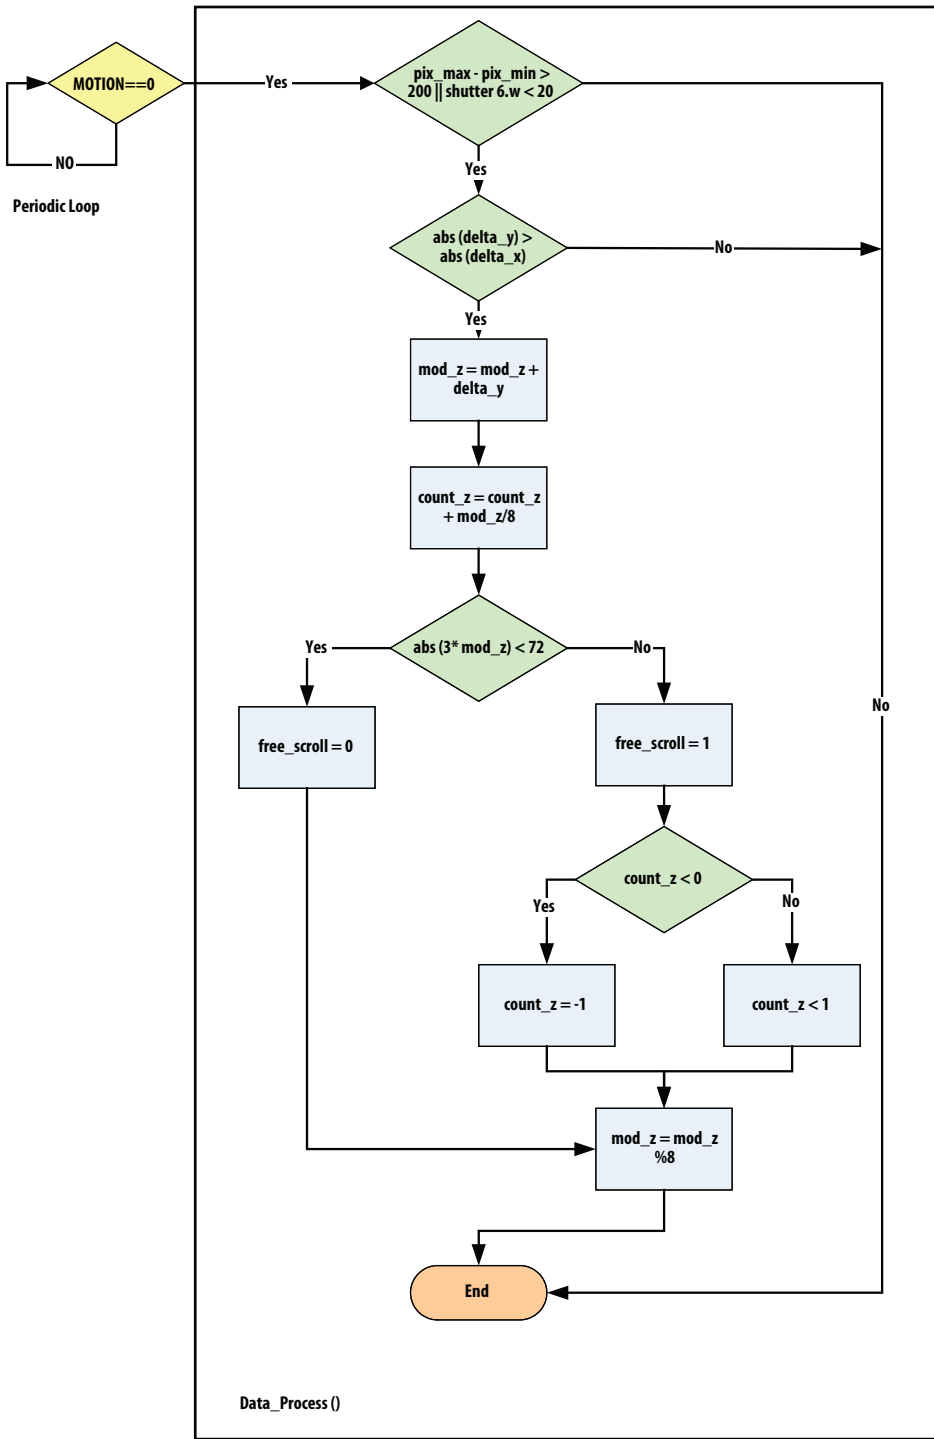 MOTION==0
NO
Periodic Loop
Yes
pix_max - pix_min >
200 || shutter 6.w < 20
Yes
abs (delta_y) >
abs (delta_x)
No
Yes
mod_z = mod_z +
delta_y
count_z = count_z
+ mod_z/8
abs (3* mod_z) < 72
Yes
No
free_scroll = 0
free_scroll = 1
No
count_z < 0
Yes
No
count_z = -1
count_z < 1
mod_z = mod_z
%8
End
Data_Process ()